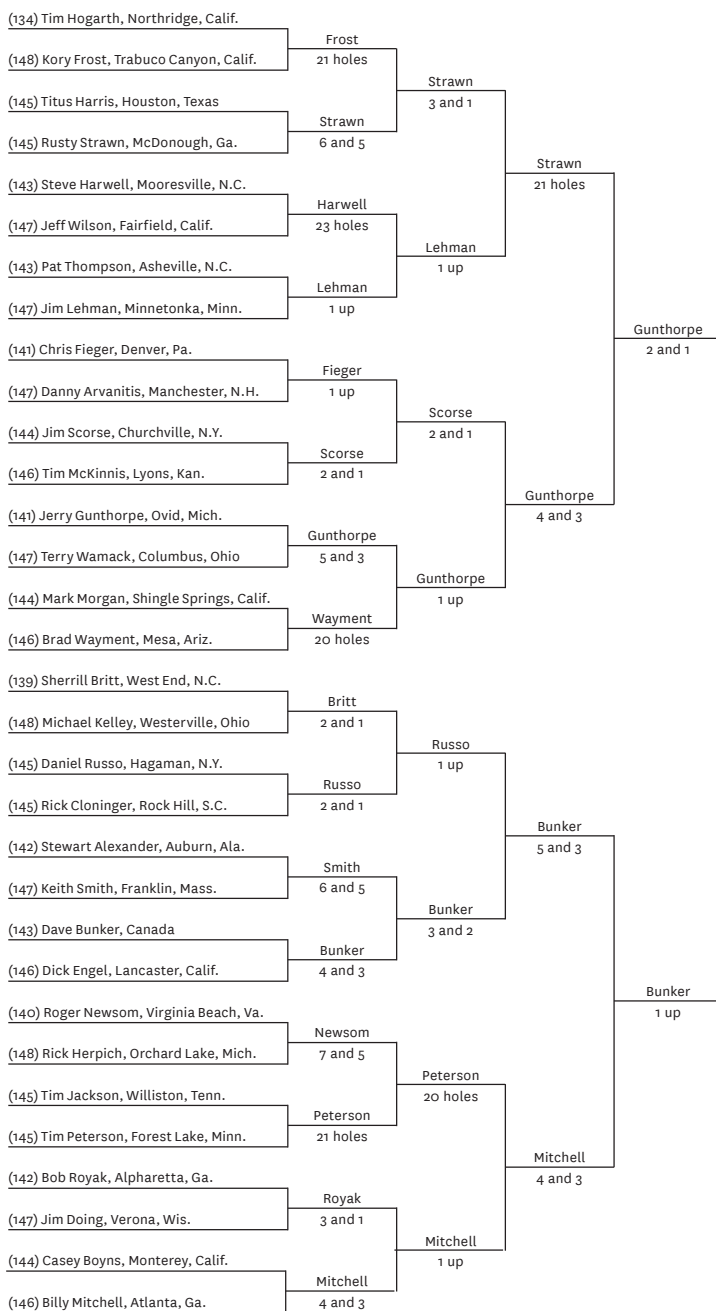 (134) Tim Hogarth, Northridge, Calif.
(148) Kory Frost, Trabuco Canyon, Calif.
(145) Titus Harris, Houston, Texas
(145) Rusty Strawn, McDonough, Ga.
(143) Steve Harwell, Mooresville, N.C.
(147) Jeff Wilson, Fairfield, Calif.
(143) Pat Thompson, Asheville, N.C.
(147) Jim Lehman, Minnetonka, Minn.
(141) Chris Fieger, Denver, Pa.
(147) Danny Arvanitis, Manchester, N.H.
(144) Jim Scorse, Churchville, N.Y.
(146) Tim McKinnis, Lyons, Kan.
(141) Jerry Gunthorpe, Ovid, Mich.
(147) Terry Wamack, Columbus, Ohio
(144) Mark Morgan, Shingle Springs, Calif.
(146) Brad Wayment, Mesa, Ariz.
(139) Sherrill Britt, West End, N.C.
(148) Michael Kelley, Westerville, Ohio
(145) Daniel Russo, Hagaman, N.Y.
(145) Rick Cloninger, Rock Hill, S.C.
(142) Stewart Alexander, Auburn, Ala.
(147) Keith Smith, Franklin, Mass.
(143) Dave Bunker, Canada
(146) Dick Engel, Lancaster, Calif.
(140) Roger Newsom, Virginia Beach, Va.
(148) Rick Herpich, Orchard Lake, Mich.
(145) Tim Jackson, Williston, Tenn.
(145) Tim Peterson, Forest Lake, Minn.
(142) Bob Royak, Alpharetta, Ga.
(147) Jim Doing, Verona, Wis.
(144) Casey Boyns, Monterey, Calif.
(146) Billy Mitchell, Atlanta, Ga.
Frost
21 holes
Strawn
6 and 5
Harwell
23 holes
Lehman
1 up
Fieger
1 up
Scorse
2 and 1
Gunthorpe
5 and 3
Wayment
20 holes
Britt
2 and 1
Russo
2 and 1
Smith
6 and 5
Bunker
4 and 3
Newsom
7 and 5
Peterson
21 holes
Royak
3 and 1
Mitchell
4 and 3
Strawn
3 and 1
Lehman
1 up
Scorse
2 and 1
Gunthorpe
1 up
Russo
1 up
Bunker
3 and 2
Peterson
20 holes
Mitchell
1 up
Strawn
21 holes
Gunthorpe
4 and 3
Bunker
5 and 3
Mitchell
4 and 3
Gunthorpe
2 and 1
Bunker
1 up